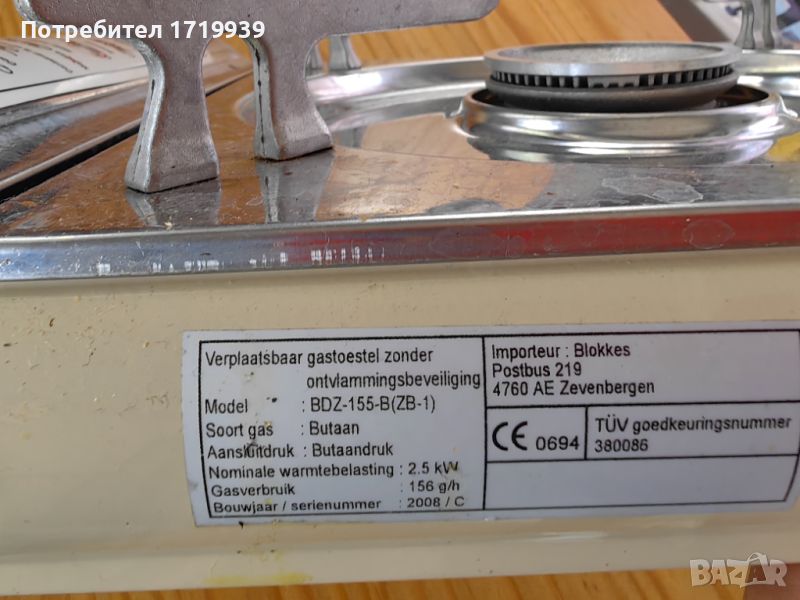 Потребител 1719939
Verplaatsbaar gastoestel zonder
ontvlammingsbeveiliging
Model : BDZ-155-B(ZB-1)
Soort gas : Butaan
Aansluitdruk : Butaandruk
Nominale warmtebelasting : 2.5 kW
Gasverbruik : 156 g/h
Bouwjaar / serienummer : 2008 / C
Importeur : Blokkes
Postbus 219
4760 AE Zevenbergen
CE 0694
TÜV goedkeuringsnummer
380086
BAZAR